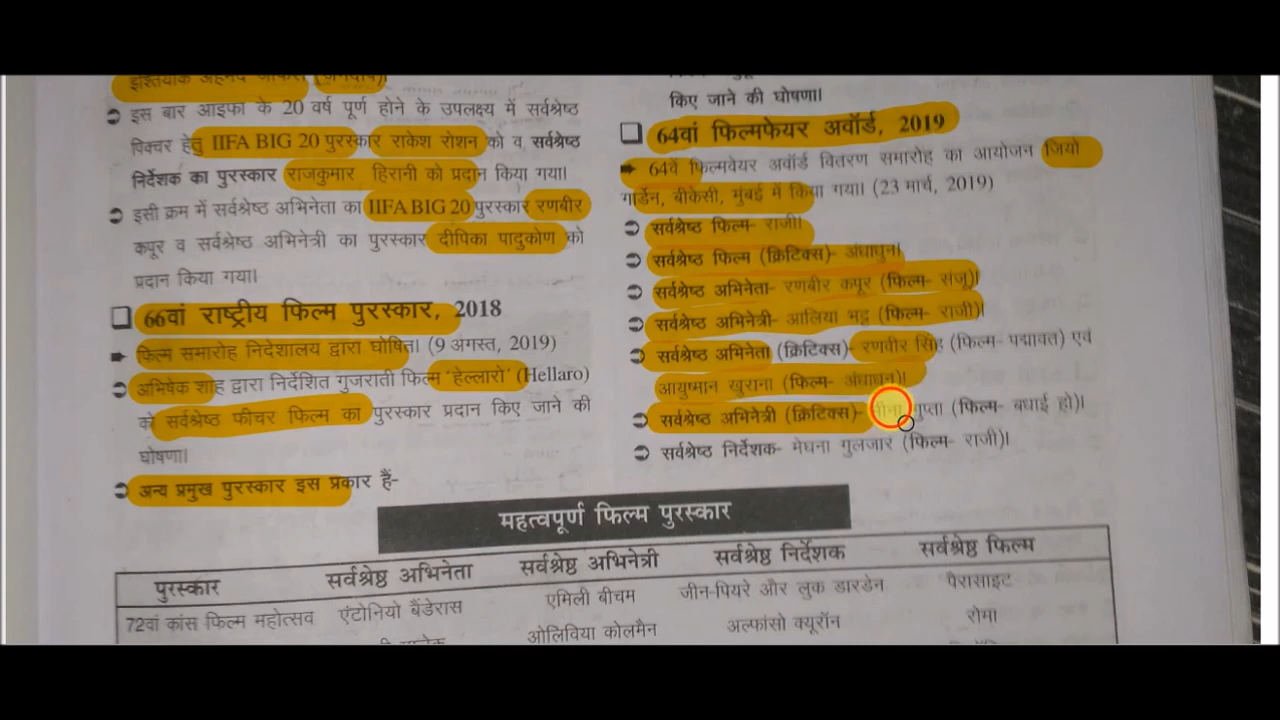 इश्तियाक अहमद
इस बार आइफा के 20 वर्ष पूर्ण होने के उपलक्ष्य में सर्वश्रेष्ठ
पिक्चर हेतु IIFA BIG 20 पुरस्कार राकेश रोशन को व सर्वश्रेष्ठ
निर्देशक का पुरस्कार राजकुमार हिरानी को प्रदान किया गया।
इसी क्रम में सर्वश्रेष्ठ अभिनेता का IIFA BIG 20 पुरस्कार रणबीर
कपूर व सर्वश्रेष्ठ अभिनेत्री का पुरस्कार दीपिका पादुकोण को
प्रदान किया गया।
66वां राष्ट्रीय फिल्म पुरस्कार, 2018
फिल्म समारोह निदेशालय द्वारा घोषित। (9 अगस्त, 2019)
अभिषेक शाह द्वारा निर्देशित गुजराती फिल्म 'हेल्लारो' (Hellaro)
को सर्वश्रेष्ठ फीचर फिल्म का पुरस्कार प्रदान किए जाने की
घोषणा।
अन्य प्रमुख पुरस्कार इस प्रकार हैं-
किए जाने की घोषणा।
64वां फिल्मफेयर अवॉर्ड, 2019
64वें फिल्मफेयर अवॉर्ड वितरण समारोह का आयोजन जियो
गार्डेन, बीकेसी, मुंबई में किया गया। (23 मार्च, 2019)
सर्वश्रेष्ठ फिल्म- राजी।
सर्वश्रेष्ठ फिल्म (क्रिटिक्स)- अंधाधुन।
सर्वश्रेष्ठ अभिनेता- रणबीर कपूर (फिल्म- संजू)।
सर्वश्रेष्ठ अभिनेत्री- आलिया भट्ट (फिल्म- राजी)।
सर्वश्रेष्ठ अभिनेता (क्रिटिक्स)- रणवीर सिंह (फिल्म- पद्मावत) एवं
आयुष्मान खुराना (फिल्म- अंधाधुन)।
सर्वश्रेष्ठ अभिनेत्री (क्रिटिक्स)- नीना गुप्ता (फिल्म- बधाई हो)।
सर्वश्रेष्ठ निर्देशक- मेघना गुलजार (फिल्म- राजी)।
महत्वपूर्ण फिल्म पुरस्कार
पुरस्कार सर्वश्रेष्ठ अभिनेता सर्वश्रेष्ठ अभिनेत्री सर्वश्रेष्ठ निर्देशक सर्वश्रेष्ठ फिल्म
72वां कांस फिल्म महोत्सव एंटोनियो बैंडेरास एमिली बीचम जीन-पियरे और लुक डारडेन पैरासाइट
ओलिविया कोलमैन अल्फांसो क्यूरॉन रोमा